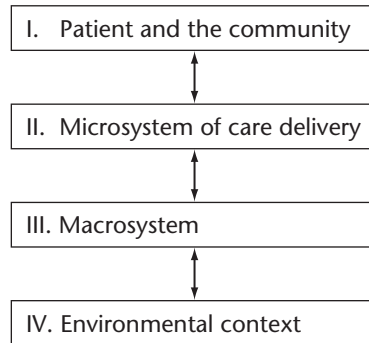 I. Patient and the community
II. Microsystem of care delivery
III. Macrosystem
IV. Environmental context